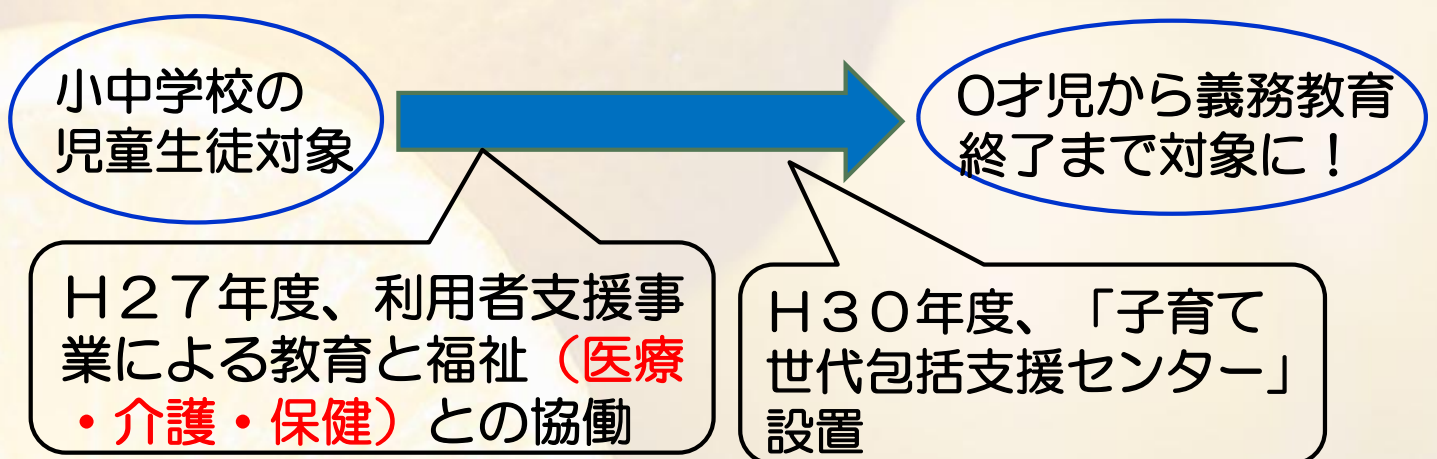 小中学校の
児童生徒対象
0才児から義務教育
終了まで対象に！
Ｈ２７年度、利用者支援事
業による教育と福祉（医療
・介護・保健）との協働
Ｈ３０年度、「子育て
世代包括支援センター」
設置